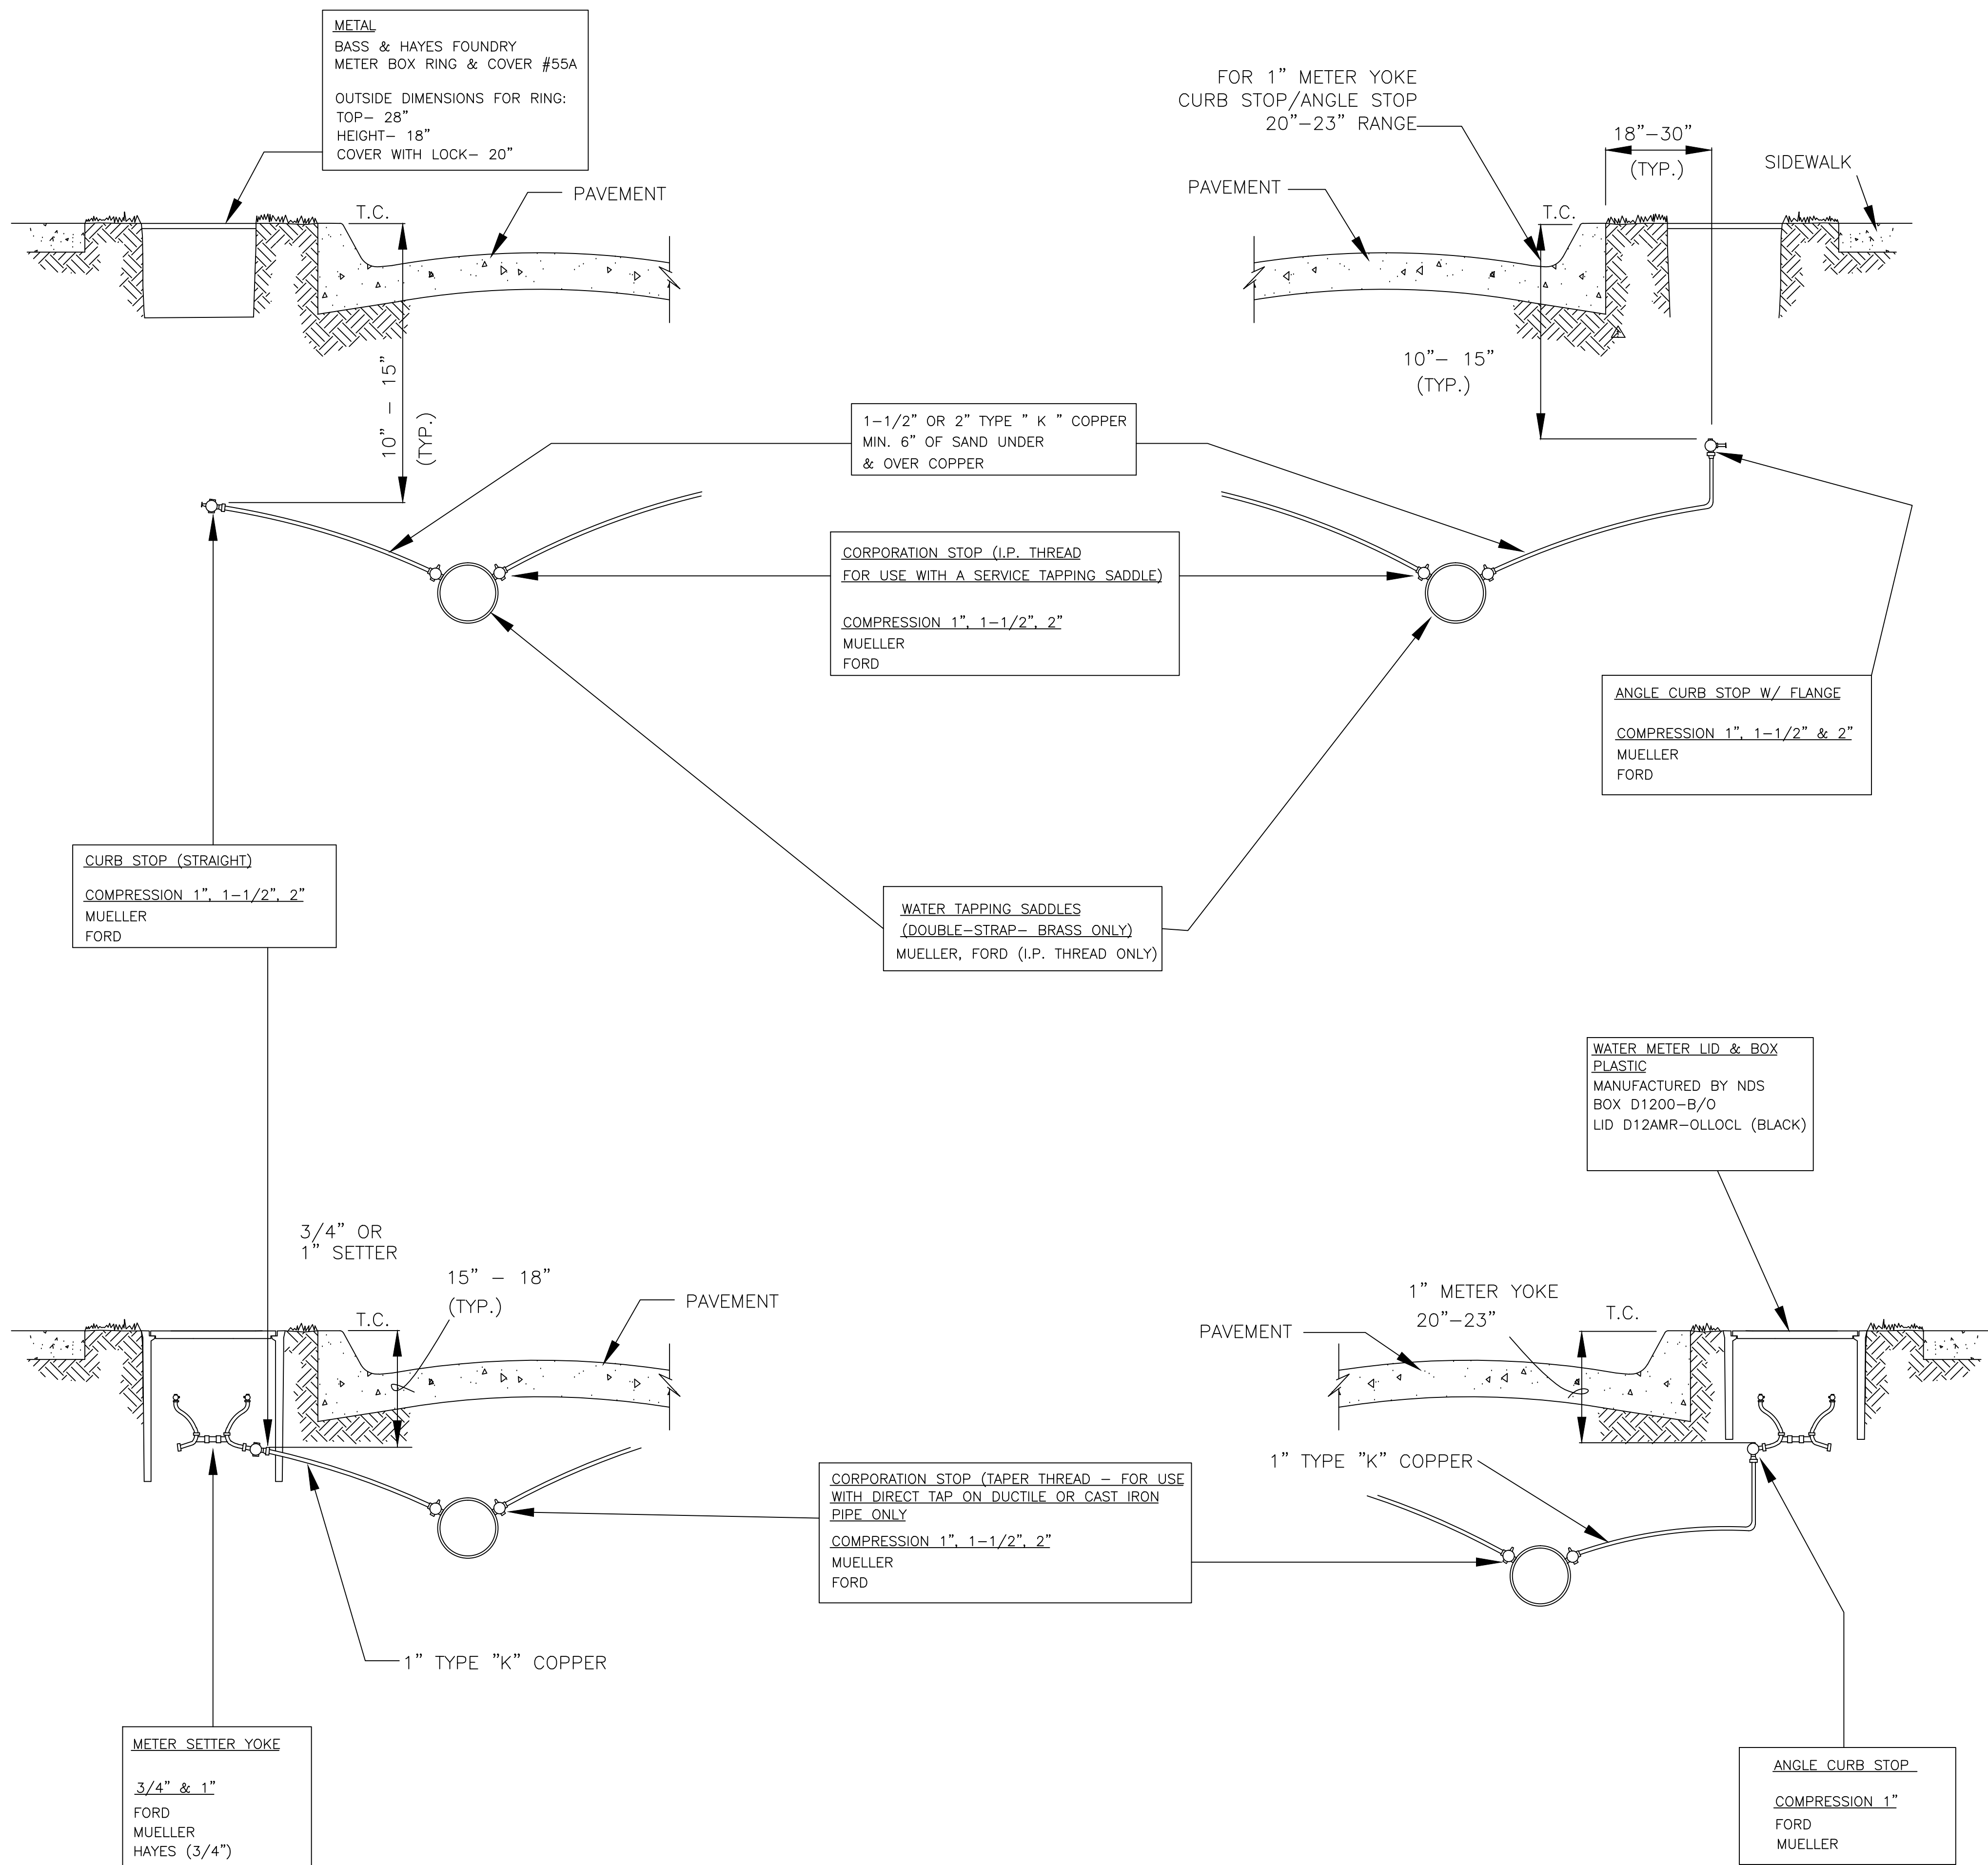 METAL
BASS & HAYES FOUNDRY
METER BOX RING & COVER #55A
OUTSIDE DIMENSIONS FOR RING:
TOP– 28”
HEIGHT– 18”
COVER WITH LOCK– 20”
PAVEMENT
T.C.
10” – 15”
(TYP.)
FOR 1” METER YOKE
CURB STOP/ANGLE STOP
20”–23” RANGE
18”–30”
(TYP.)
SIDEWALK
PAVEMENT
T.C.
10”– 15”
(TYP.)
1–1/2” OR 2” TYPE ” K ” COPPER
MIN. 6” OF SAND UNDER
& OVER COPPER
CORPORATION STOP (I.P. THREAD
FOR USE WITH A SERVICE TAPPING SADDLE)
COMPRESSION 1”, 1–1/2”, 2”
MUELLER
FORD
ANGLE CURB STOP W/ FLANGE
COMPRESSION 1”, 1–1/2” & 2”
MUELLER
FORD
CURB STOP (STRAIGHT)
COMPRESSION 1”, 1–1/2”, 2”
MUELLER
FORD
WATER TAPPING SADDLES
(DOUBLE–STRAP– BRASS ONLY)
MUELLER, FORD (I.P. THREAD ONLY)
WATER METER LID & BOX
PLASTIC
MANUFACTURED BY NDS
BOX D1200–B/O
LID D12AMR–OLLOCL (BLACK)
3/4” OR
1” SETTER
15” – 18”
(TYP.)
T.C.
PAVEMENT
1” METER YOKE
20”–23”
T.C.
PAVEMENT
1” TYPE ”K” COPPER
CORPORATION STOP (TAPER THREAD – FOR USE
WITH DIRECT TAP ON DUCTILE OR CAST IRON
PIPE ONLY
COMPRESSION 1”, 1–1/2”, 2”
MUELLER
FORD
1” TYPE ”K” COPPER
METER SETTER YOKE
3/4” & 1”
FORD
MUELLER
HAYES (3/4”)
ANGLE CURB STOP
COMPRESSION 1”
FORD
MUELLER